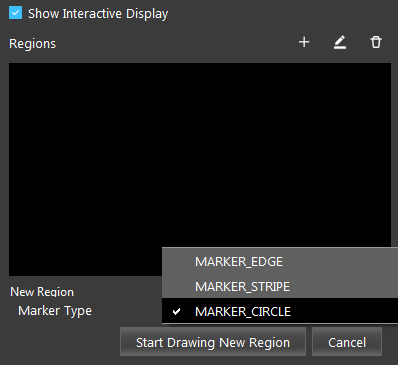 Show Interactive Display
Regions
MARKER_EDGE
MARKER_STRIPE
New Region
Marker Type
MARKER_CIRCLE
Start Drawing New Region
Cancel